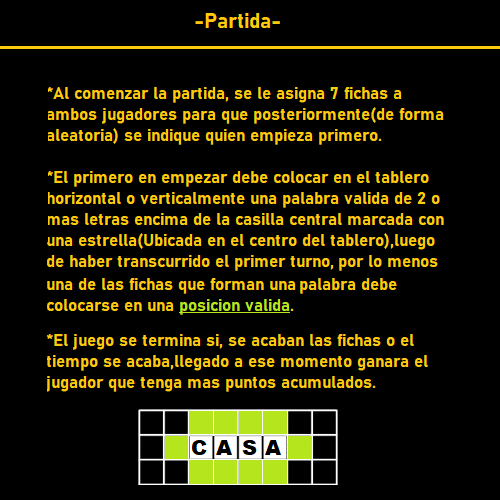 -Partida-
*Al comenzar la partida, se le asigna 7 fichas a
ambos jugadores para que posteriormente(de forma
aleatoria) se indique quien empieza primero.
*El primero en empezar debe colocar en el tablero
horizontal o verticalmente una palabra valida de 2 o
mas letras encima de la casilla central marcada con
una estrella(Ubicada en el centro del tablero),luego
de haber transcurrido el primer turno, por lo menos
una de las fichas que forman una palabra debe
colocarse en una posicion valida.
*El juego se termina si, se acaban las fichas o el
tiempo se acaba,llegado a ese momento ganara el
jugador que tenga mas puntos acumulados.
CASA